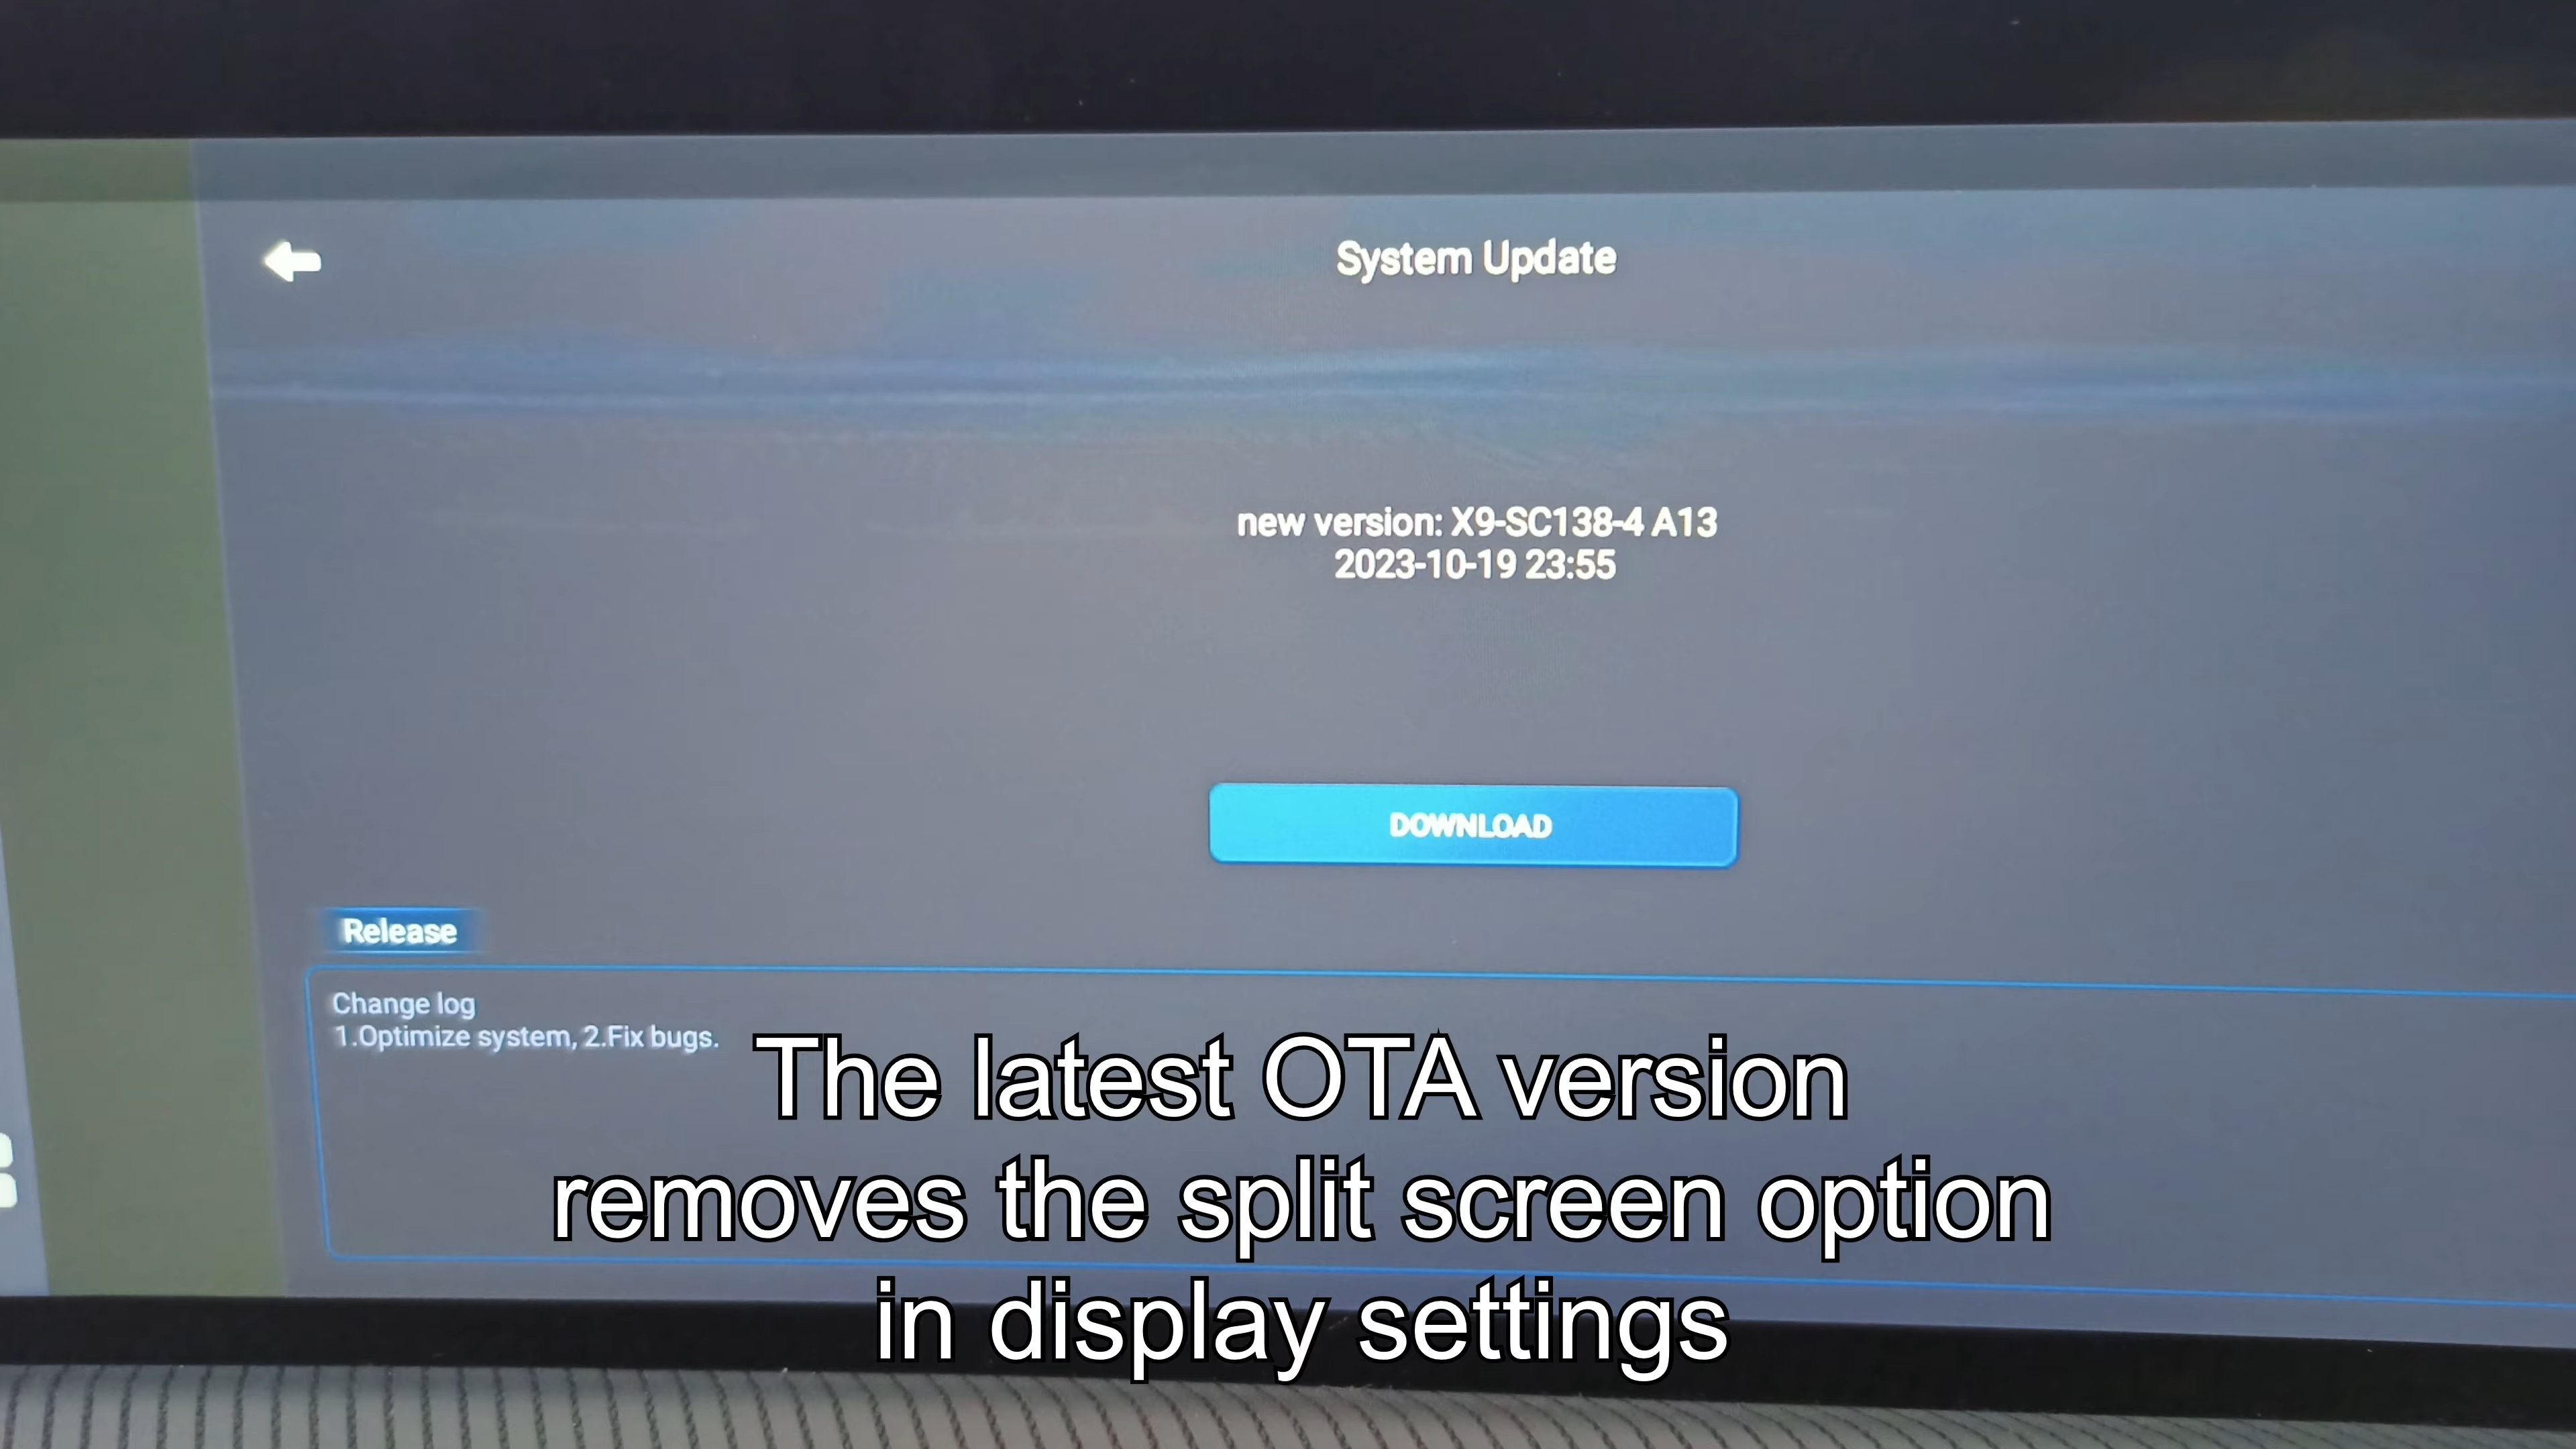 System Update
new version: X9-SC138-4 A13
2023-10-19 23:55
DOWNLOAD
Release
Change log
1.Optimize system, 2.Fix bugs.
The latest OTA version
removes the split screen option
in display settings